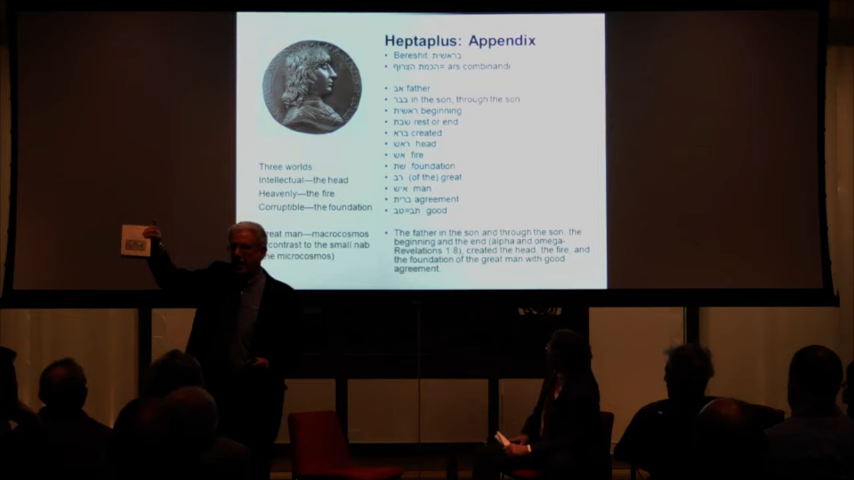 Heptaplus: Appendix
• Bereshit בראשית
• חכמת הצרוף= ars combinandi
• אב father
• בבר in the son, through the son
• ראשית beginning
• שבת rest or end
• ברא created
• ראש head
• אש fire
• שת foundation
• רב (of the) great
• איש man
• ברית agreement
• תב=טב good
Three worlds
Intellectual—the head
Heavenly—the fire
Corruptible—the foundation
reat man—macrocosmos
contrast to the small nab
he microcosmos)
• The father in the son and through the son, the
beginning and the end (alpha and omega-
Revelations 1:8), created the head, the fire, and
the foundation of the great man with good
agreement.